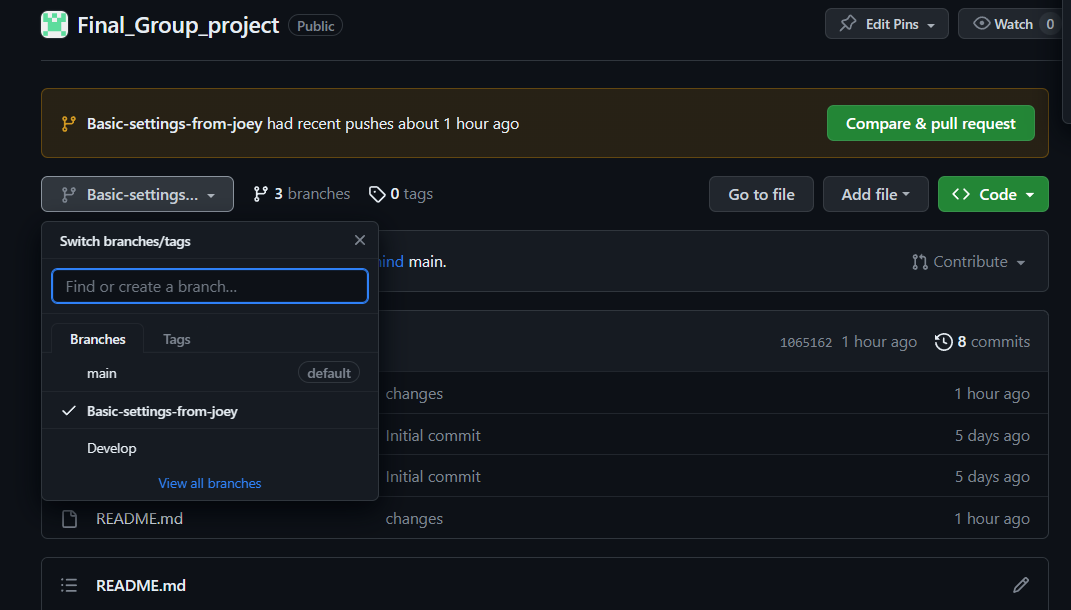 Final_Group_project Public Edit Pins Watch 0
Basic-settings-from-joey had recent pushes about 1 hour ago Compare & pull request
Basic-settings... 3 branches 0 tags Go to file Add file Code
Switch branches/tags
main. Contribute
Find or create a branch...
Branches Tags
1065162 1 hour ago 8 commits
main default
changes 1 hour ago
Basic-settings-from-joey
Initial commit 5 days ago
Develop
Initial commit 5 days ago
View all branches
README.md changes 1 hour ago
README.md